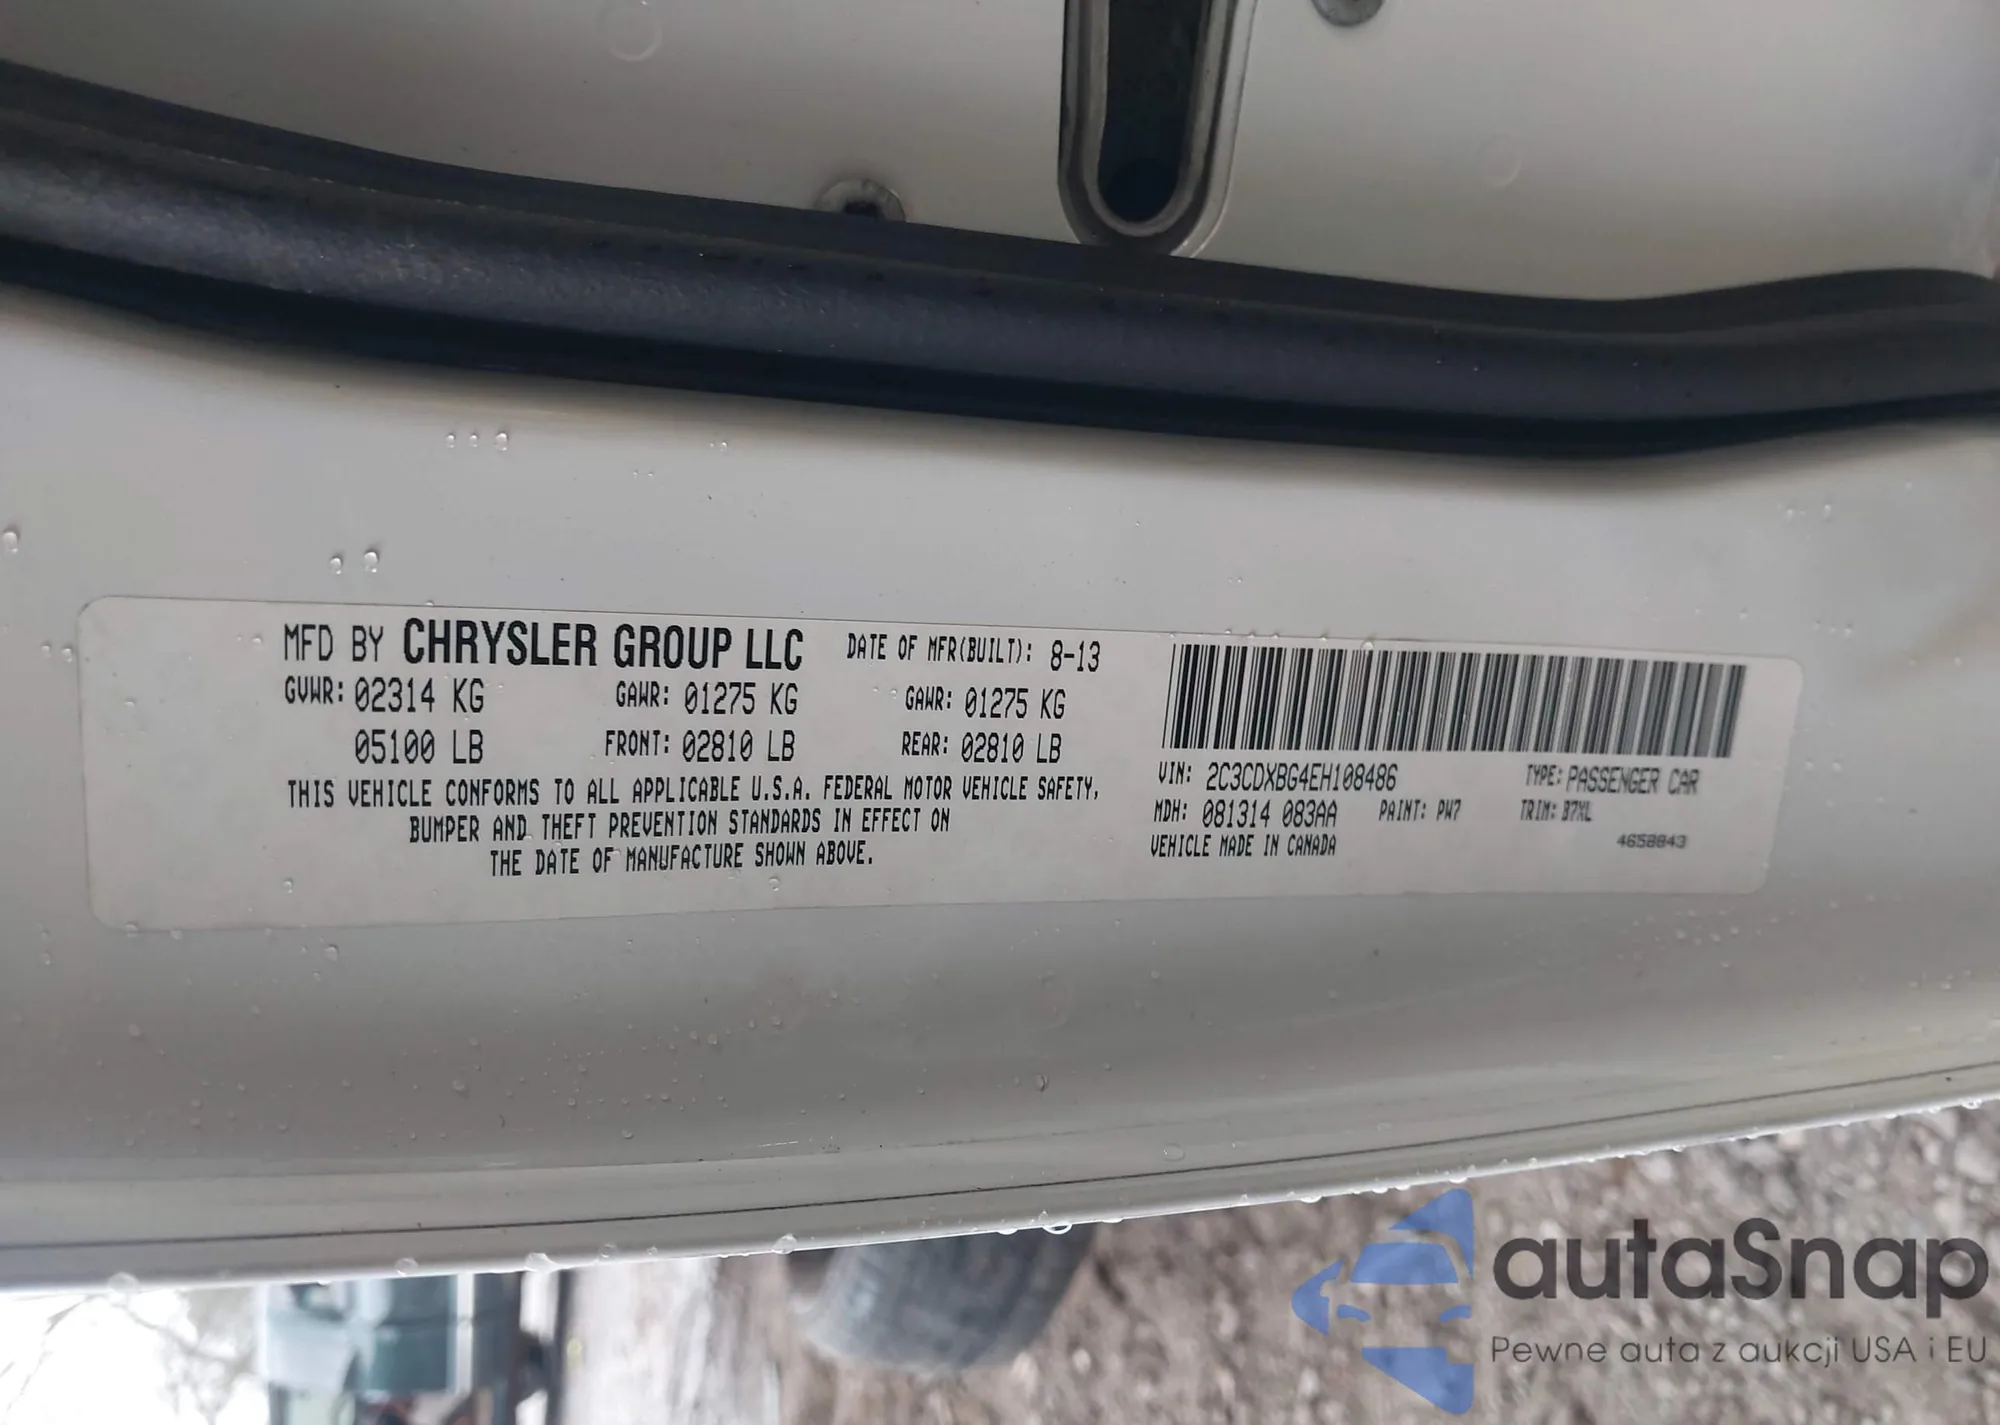 MFD BY CHRYSLER GROUP LLC DATE OF MFR(BUILT): 8-13
GVWR: 02314 KG GAWR: 01275 KG GAWR: 01275 KG
05100 LB FRONT: 02810 LB REAR: 02810 LB
THIS VEHICLE CONFORMS TO ALL APPLICABLE U.S.A. FEDERAL MOTOR VEHICLE SAFETY,
BUMPER AND THEFT PREVENTION STANDARDS IN EFFECT ON
THE DATE OF MANUFACTURE SHOWN ABOVE.
VIN: 2C3CDXBG4EH108486 TYPE: PASSENGER CAR
MDH: 081314 083AA PAINT: PW7 TRIM: B7XL
VEHICLE MADE IN CANADA 4658843
autaSnap
Pewne auta z aukcji USA i EU